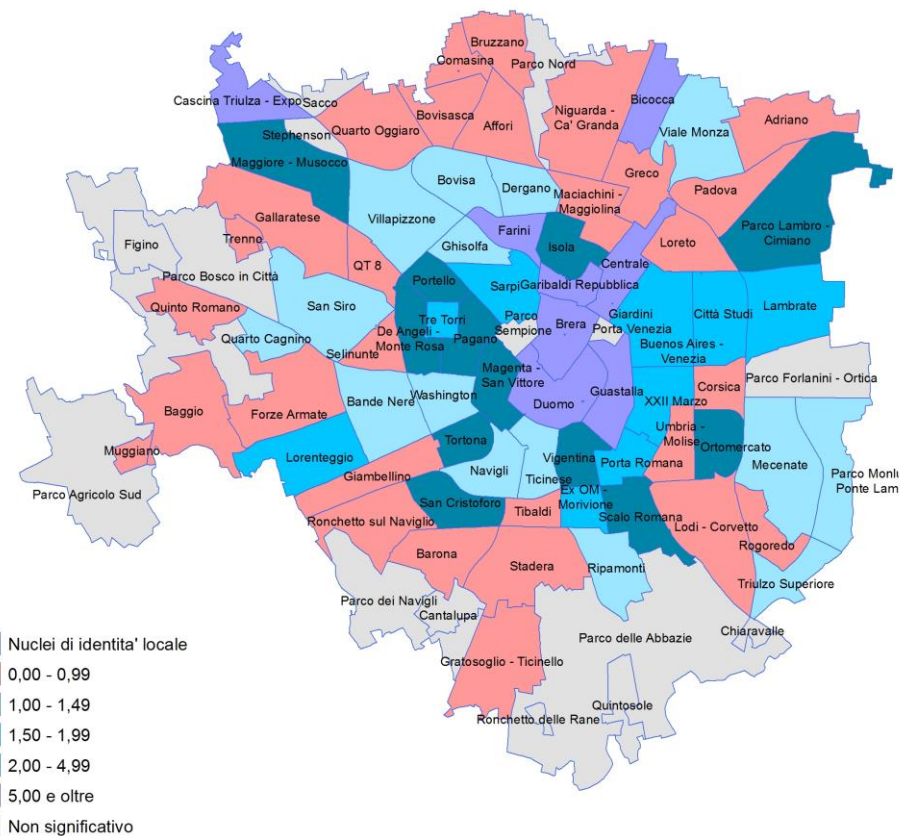 Bruzzano
Comasina
Parco Nord
Cascina Triulza - Expo
Sacco
Bicocca
Niguarda -
Ca' Granda
Viale Monza
Adriano
Quarto Oggiaro
Bovisasca
Affori
Stephenson
Maggiore - Musocco
Greco
Padova
Bovisa
Dergano
Maciachini -
Maggiolina
Villapizzone
Gallaratese
Parco Lambro -
Cimiano
Trenno
Figino
Farini
Isola
Loreto
Ghisolfa
Centrale
QT 8
Parco Bosco in Città
Portello
Sarpi
Garibaldi Repubblica
Quinto Romano
San Siro
Tre Torri
Parco
Sempione
Giardini
Porta Venezia
Città Studi
Lambrate
Quarto Cagnino
De Angeli -
Monte Rosa
Pagano
Brera
Buenos Aires -
Venezia
Selinunte
Magenta -
San Vittore
Parco Forlanini - Ortica
Corsica
Guastalla
Washington
Bande Nere
Duomo
XXII Marzo
Baggio
Forze Armate
Umbria -
Molise
Ortomercato
Tortona
Vigentina
Muggiano
Lorenteggio
Porta Romana
Mecenate
Parco Monlu
Ponte Lam
Navigli
Ticinese
Giambellino
Parco Agricolo Sud
Ex OM -
Morivione
San Cristoforo
Tibaldi
Scalo Romana
Ronchetto sul Naviglio
Lodi - Corvetto
Rogoredo
Barona
Stadera
Ripamonti
Triulzo Superiore
Parco dei Navigli
Cantalupa
Chiaravalle
Parco delle Abbazie
Gratosoglio - Ticinello
Quintosole
Ronchetto delle Rane
Nuclei di identita' locale
0,00 - 0,99
1,00 - 1,49
1,50 - 1,99
2,00 - 4,99
5,00 e oltre
Non significativo